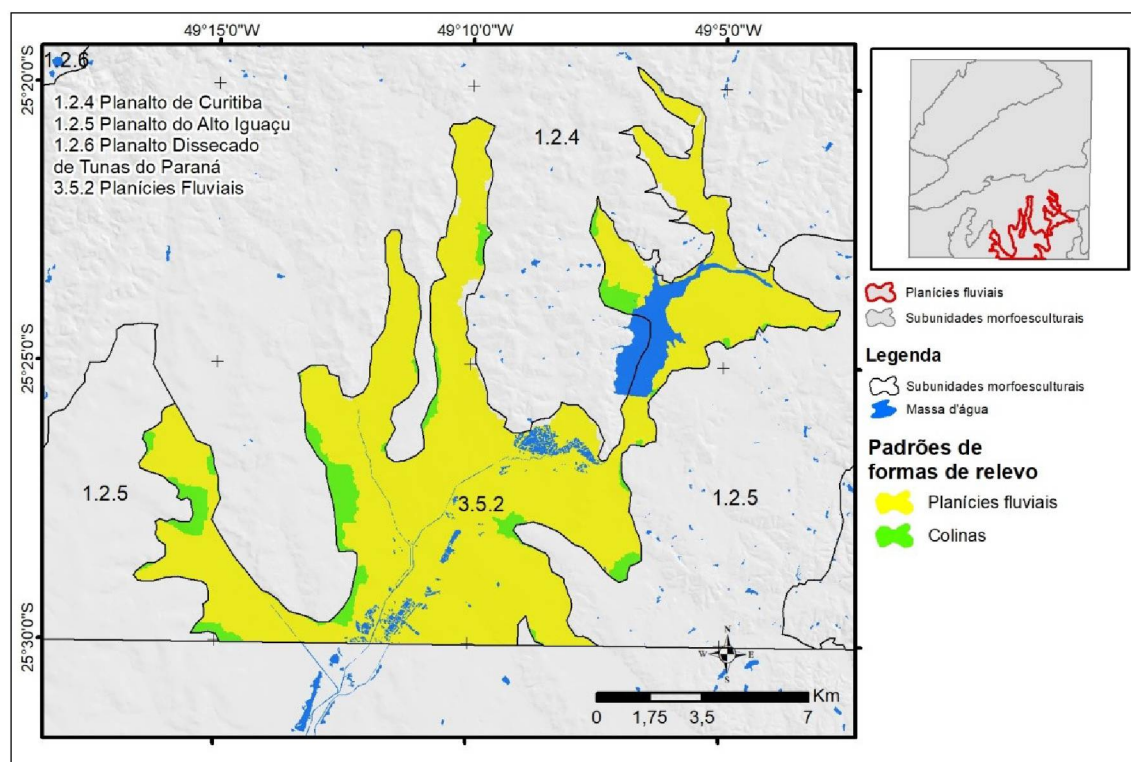 49°15'0"W
49°10'0"W
49°5'0"W
25°20'0"S
25°25'0"S
25°30'0"S
1.2.6
1.2.4 Planalto de Curitiba
1.2.5 Planalto do Alto Iguaçu
1.2.6 Planalto Dissecado
de Tunas do Paraná
3.5.2 Planícies Fluviais
1.2.4
1.2.5
3.5.2
1.2.5
N
W E
S
Km
0 1,75 3,5 7
Planícies fluviais
Subunidades morfoesculturais
Legenda
Subunidades morfoesculturais
Massa d'água
Padrões de
formas de relevo
Planícies fluviais
Colinas